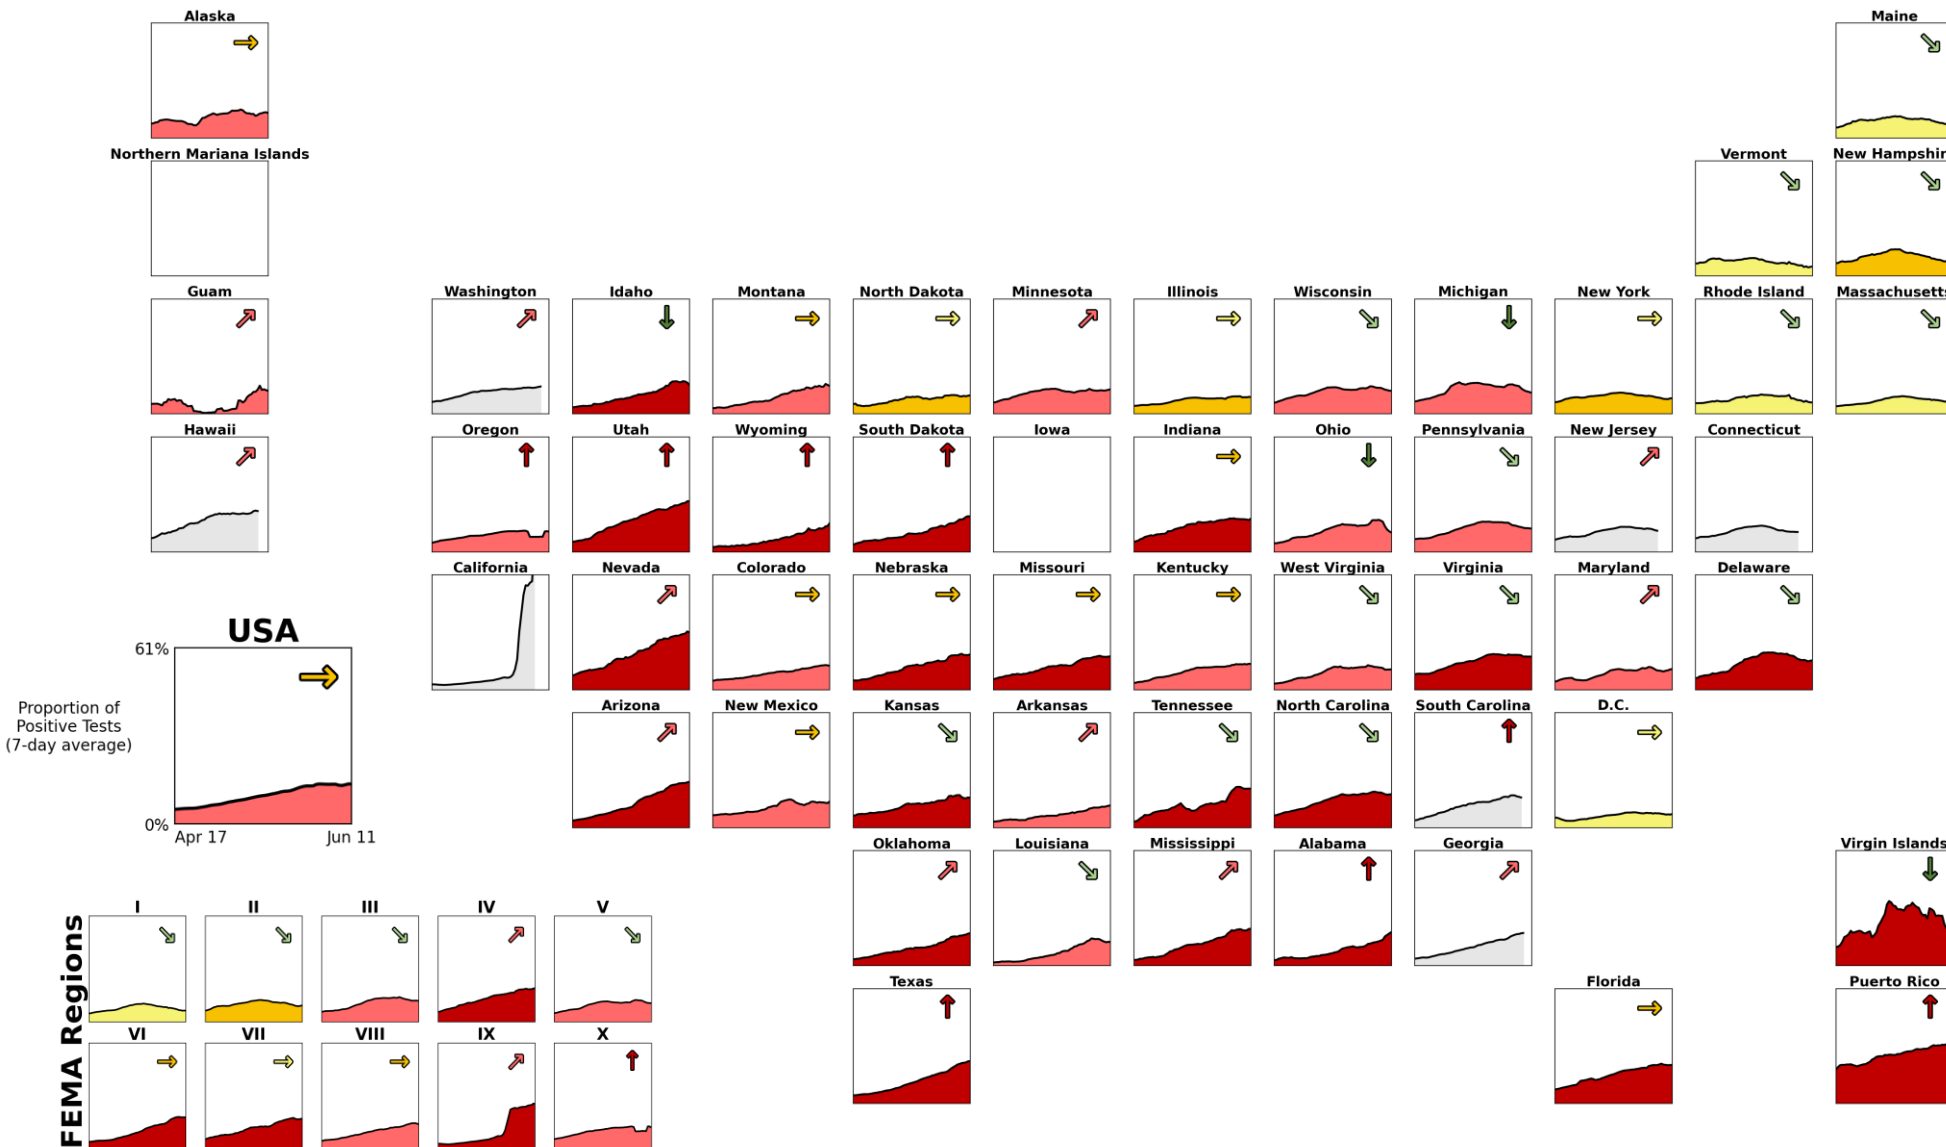 Alaska
Maine
Northern Mariana Islands
Vermont
New Hampshir
Guam
Washington
Idaho
Montana
North Dakota
Minnesota
Illinois
Wisconsin
Michigan
New York
Rhode Island
Massachusetts
Hawaii
Oregon
Utah
Wyoming
South Dakota
Iowa
Indiana
Ohio
Pennsylvania
New Jersey
Connecticut
California
Nevada
Colorado
Nebraska
Missouri
Kentucky
West Virginia
Virginia
Maryland
Delaware
USA
61%
Proportion of
Positive Tests
(7-day average)
0%
Apr 17
Jun 11
Arizona
New Mexico
Kansas
Arkansas
Tennessee
North Carolina
South Carolina
D.C.
Oklahoma
Louisiana
Mississippi
Alabama
Georgia
Virgin Islands
Texas
Florida
Puerto Rico
FEMA Regions
I
II
III
IV
V
VI
VII
VIII
IX
X